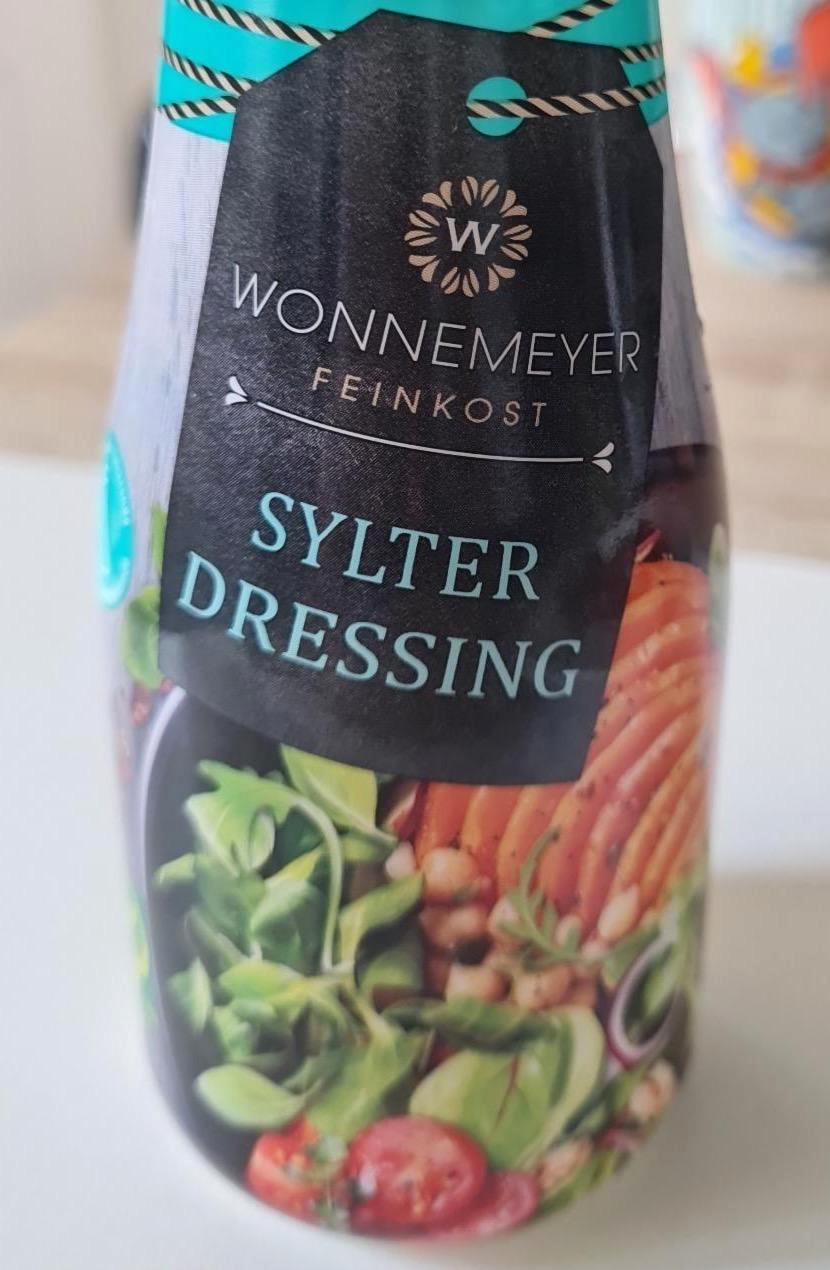 W
WONNEMEYER
FEINKOST
SYLTER
DRESSING